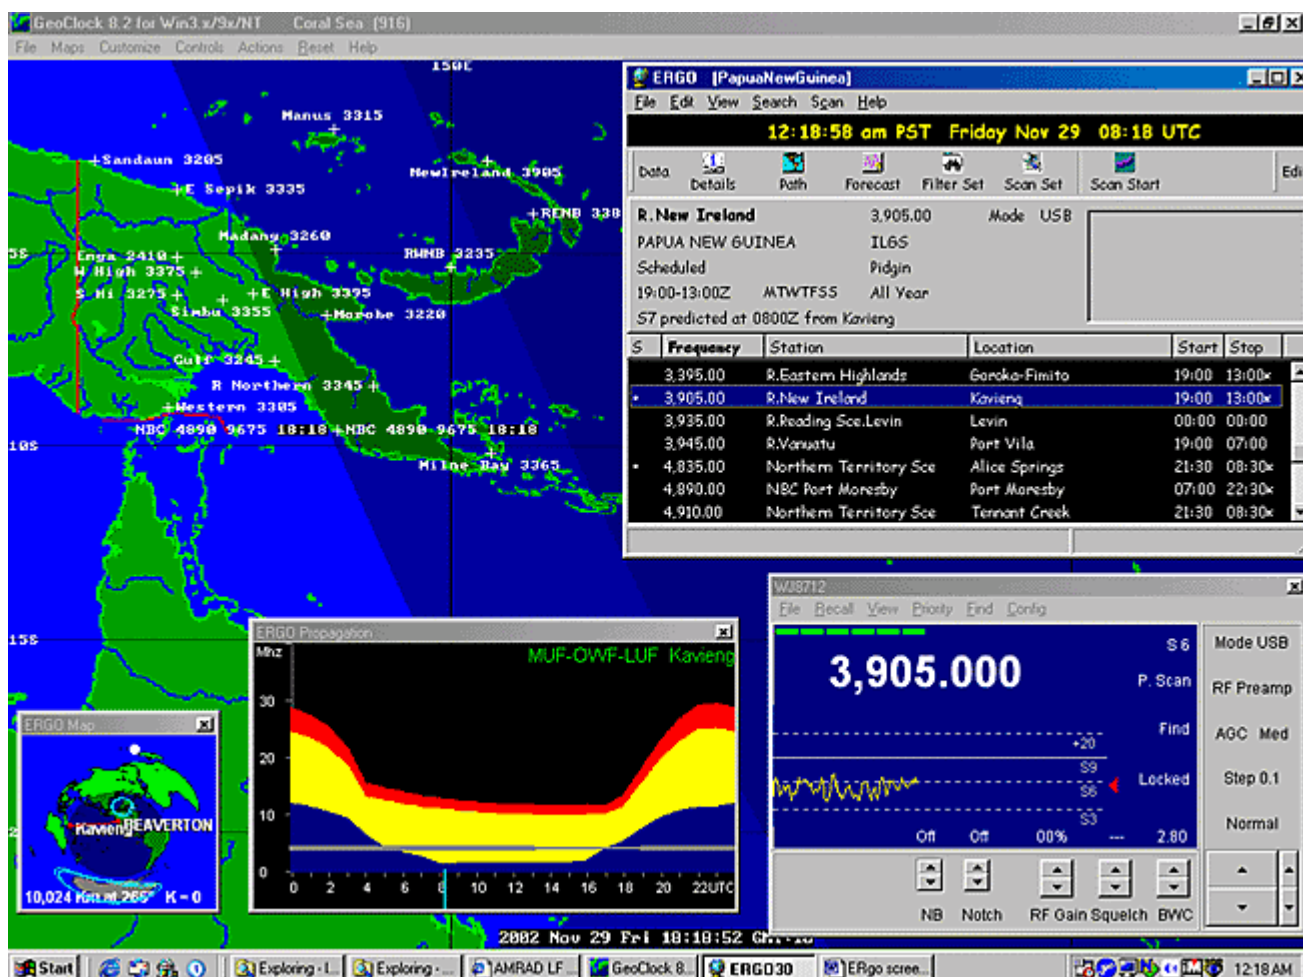 GeoClock 8.2 for Win3.x/9x/NT Coral Sea (916)
File Maps Customize Controls Actions Reset Help
150E
Manus 3315
Sandaun 3205
NewIreland 3905
E Sepik 3335
RENB 338
Madang 3260
5S
Enga 2410
RWNB 3235
W High 3375
S Hi 3275
E High 3395
Simbu 3355
Morobe 3220
Gulf 3245
R Northern 3345
Western 3305
NBC 4890 9675 18:18 NBC 4890 9675 18:18
10S
Milne Bay 3365
15S
ERGO [PapuaNewGuinea]
File Edit View Search Scan Help
12:18:58 am PST Friday Nov 29 08:18 UTC
Data Details Path Forecast Filter Set Scan Set Scan Start Edi
R.New Ireland 3,905.00 Mode USB
PAPUA NEW GUINEA ILGS
Scheduled Pidgin
19:00-13:00Z MTWTFSS All Year
S7 predicted at 0800Z from Kavieng
S Frequency Station Location Start Stop
3,395.00 R.Eastern Highlands Goroka-Fimito 19:00 13:00×
* 3,905.00 R.New Ireland Kavieng 19:00 13:00×
3,935.00 R.Reading Sce.Levin Levin 00:00 00:00
3,945.00 R.Vanuatu Port Vila 19:00 07:00
* 4,835.00 Northern Territory Sce Alice Springs 21:30 08:30×
4,890.00 NBC Port Moresby Port Moresby 07:00 22:30×
4,910.00 Northern Territory Sce Tennant Creek 21:30 08:30×
WJ8712
File Recall View Priority Find Config
S 6
3,905.000
P. Scan
Find
+20
S9
Locked
S6
S3
Off Off 00% --- 2.80
NB Notch RF Gain Squelch BWC
Mode USB
RF Preamp
AGC Med
Step 0.1
Normal
ERGO Propagation
Mhz
MUF-OWF-LUF Kavieng
30
20
10
0
0 2 4 6 8 10 12 14 16 18 20 22UTC
ERGO Map
Kavieng BEAVERTON
10,024 Km at 266° K = 0
2002 Nov 29 Fri 18:18:52
Start Exploring - I... Exploring - ... AMRAD LF ... GeoClock 8... ERGO30 ERgo scree... 12:18 AM